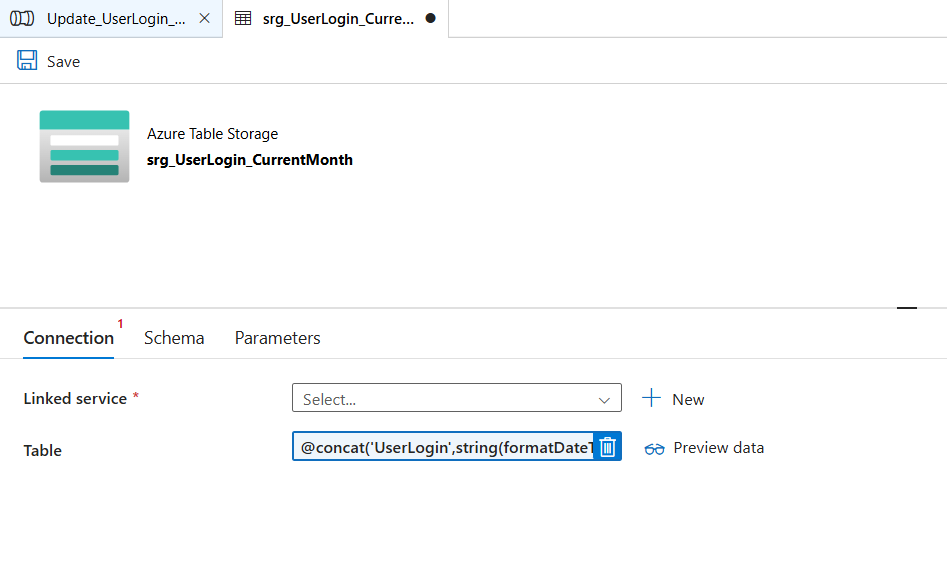 Update_UserLogin_...
srg_UserLogin_Curre...
Save
Azure Table Storage
srg_UserLogin_CurrentMonth
Connection 1 Schema Parameters
Linked service * Select... New
Table @concat('UserLogin',string(formatDateT Preview data